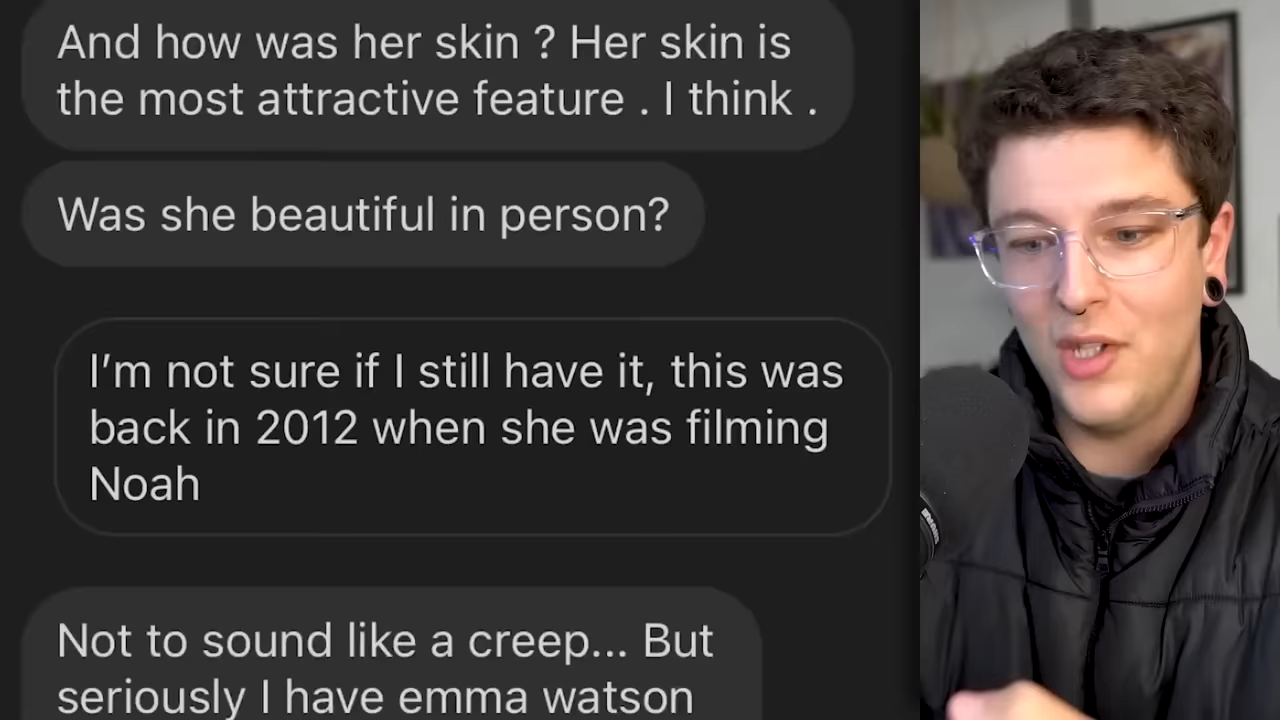 And how was her skin ? Her skin is
the most attractive feature . I think .
Was she beautiful in person?
I’m not sure if I still have it, this was
back in 2012 when she was filming
Noah
Not to sound like a creep... But
seriously I have emma watson